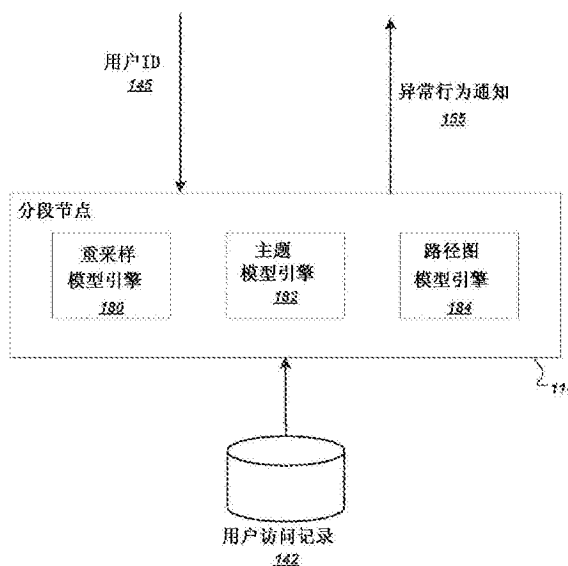 用户ID
145
异常行为通知
155
分段节点
重采样
模型引擎
180
主题
模型引擎
182
路径图
模型引擎
184
用户访问记录
142